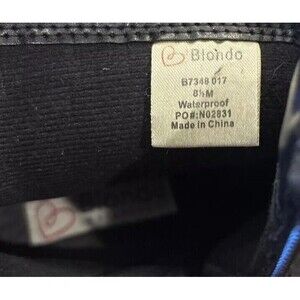 Blondo
B7348 017
8½M
Waterproof
PO#:N02831
Made in China